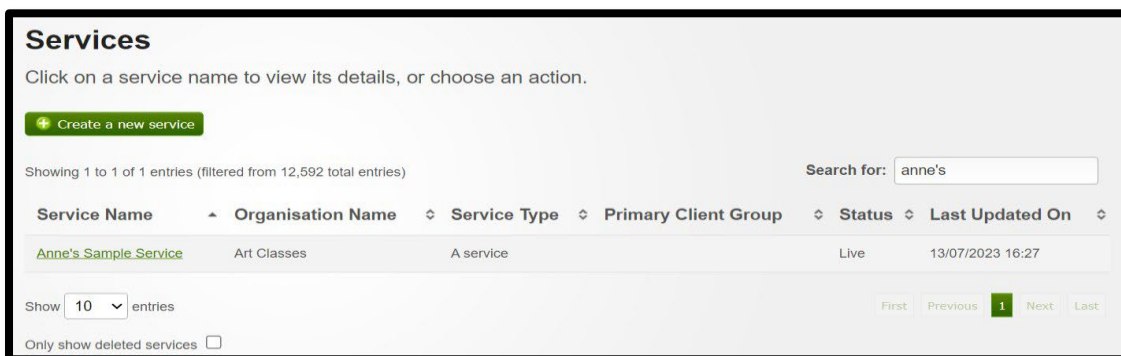 Services
Click on a service name to view its details, or choose an action.
Create a new service
Showing 1 to 1 of 1 entries (filtered from 12,592 total entries)
Search for: anne's
Service Name Organisation Name Service Type Primary Client Group Status Last Updated On
Anne's Sample Service Art Classes A service Live 13/07/2023 16:27
Show 10 entries
First Previous 1 Next Last
Only show deleted services